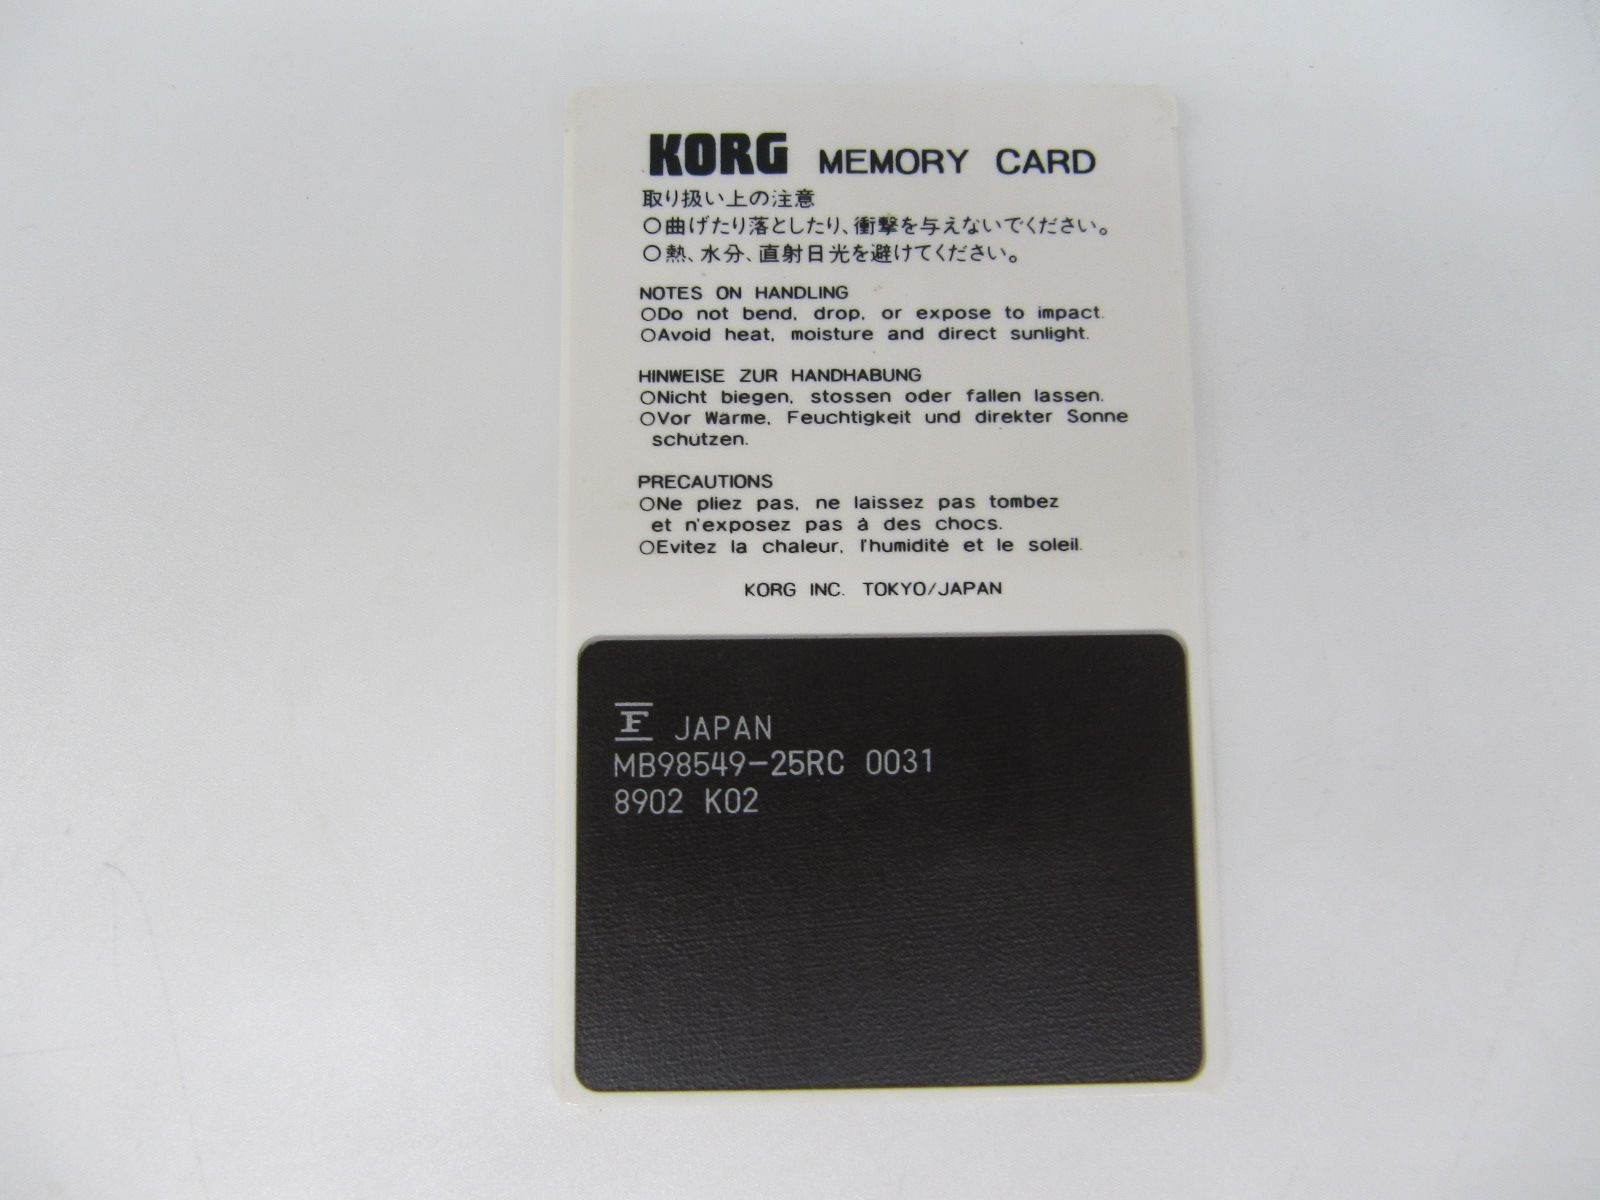 KORG MEMORY CARD
取り扱い上の注意
○曲げたり落としたり、衝撃を与えないでください。
○熱、水分、直射日光を避けてください。
NOTES ON HANDLING
○Do not bend, drop, or expose to impact.
○Avoid heat, moisture and direct sunlight.
HINWEISE ZUR HANDHABUNG
○Nicht biegen, stossen oder fallen lassen.
○Vor Wärme, Feuchtigkeit und direkter Sonne
schützen.
PRECAUTIONS
○Ne pliez pas, ne laissez pas tombez
et n'exposez pas à des chocs.
○Evitez la chaleur, l'humidité et le soleil.
KORG INC. TOKYO/JAPAN
F JAPAN
MB98549-25RC 0031
8902 K02